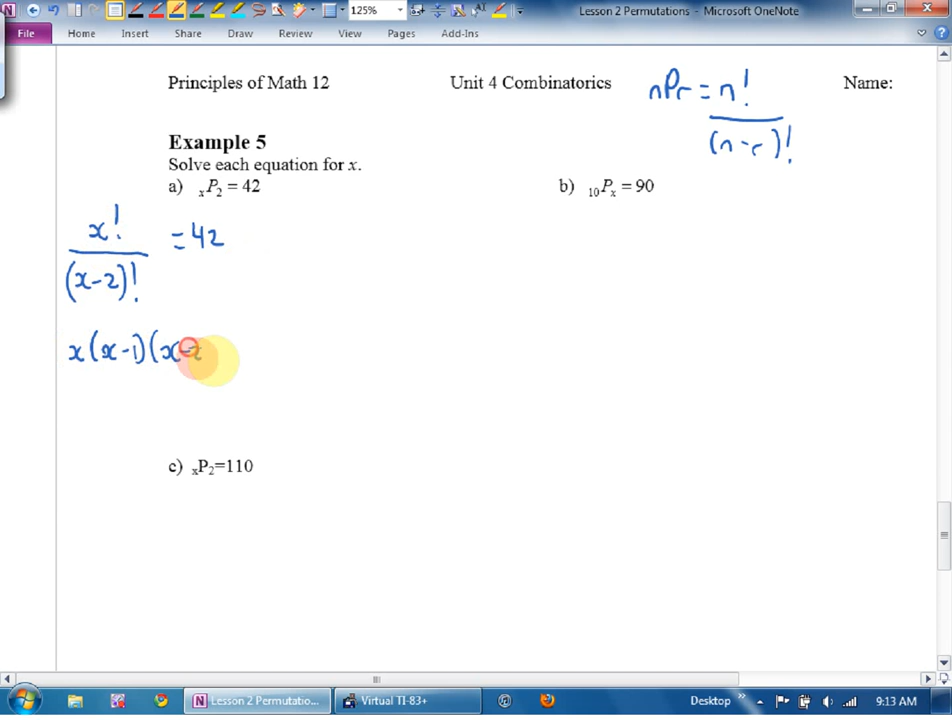 125%
Lesson 2 Permutations - Microsoft OneNote
File Home Insert Share Draw Review View Pages Add-Ins
Principles of Math 12 Unit 4 Combinatorics Name:
nPr = n!
(n-r)!
Example 5
Solve each equation for x.
a) xP2 = 42 b) 10Px = 90
x! = 42
(x-2)!
x(x-1)(x-2
c) xP2=110
Lesson 2 Permutatio... Virtual TI-83+ Desktop 9:13 AM